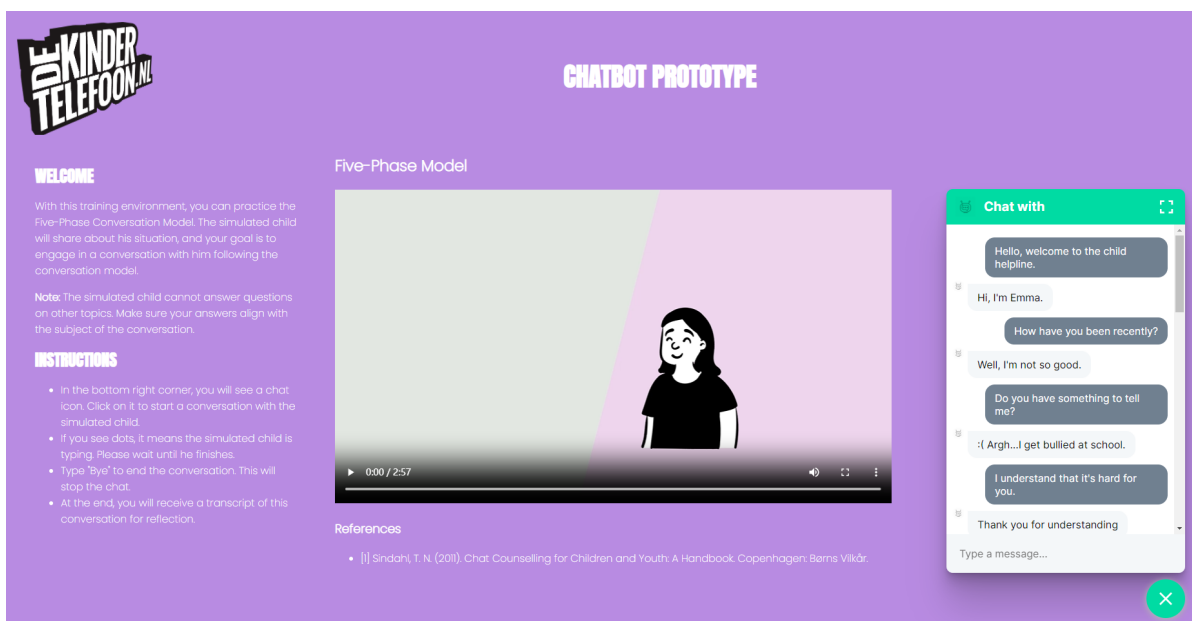 DE
KINDER
TELEFOON.NL
CHATBOT PROTOTYPE
WELCOME
With this training environment, you can practice the
Five-Phase Conversation Model. The simulated child
will share about his situation, and your goal is to
engage in a conversation with him following the
conversation model.
Note: The simulated child cannot answer questions
on other topics. Make sure your answers align with
the subject of the conversation.
INSTRUCTIONS
• In the bottom right corner, you will see a chat
icon. Click on it to start a conversation with the
simulated child.
• If you see dots, it means the simulated child is
typing. Please wait until he finishes.
• Type "Bye" to end the conversation. This will
stop the chat.
• At the end, you will receive a transcript of this
conversation for reflection.
Five-Phase Model
0:00 / 2:57
References
• [1] Sindahl, T. N. (2011). Chat Counselling for Children and Youth: A Handbook. Copenhagen: Børns Vilkår.
Chat with
Hello, welcome to the child
helpline.
Hi, I'm Emma.
How have you been recently?
Well, I'm not so good.
Do you have something to tell
me?
:( Argh...I get bullied at school.
I understand that it's hard for
you.
Thank you for understanding
Type a message...